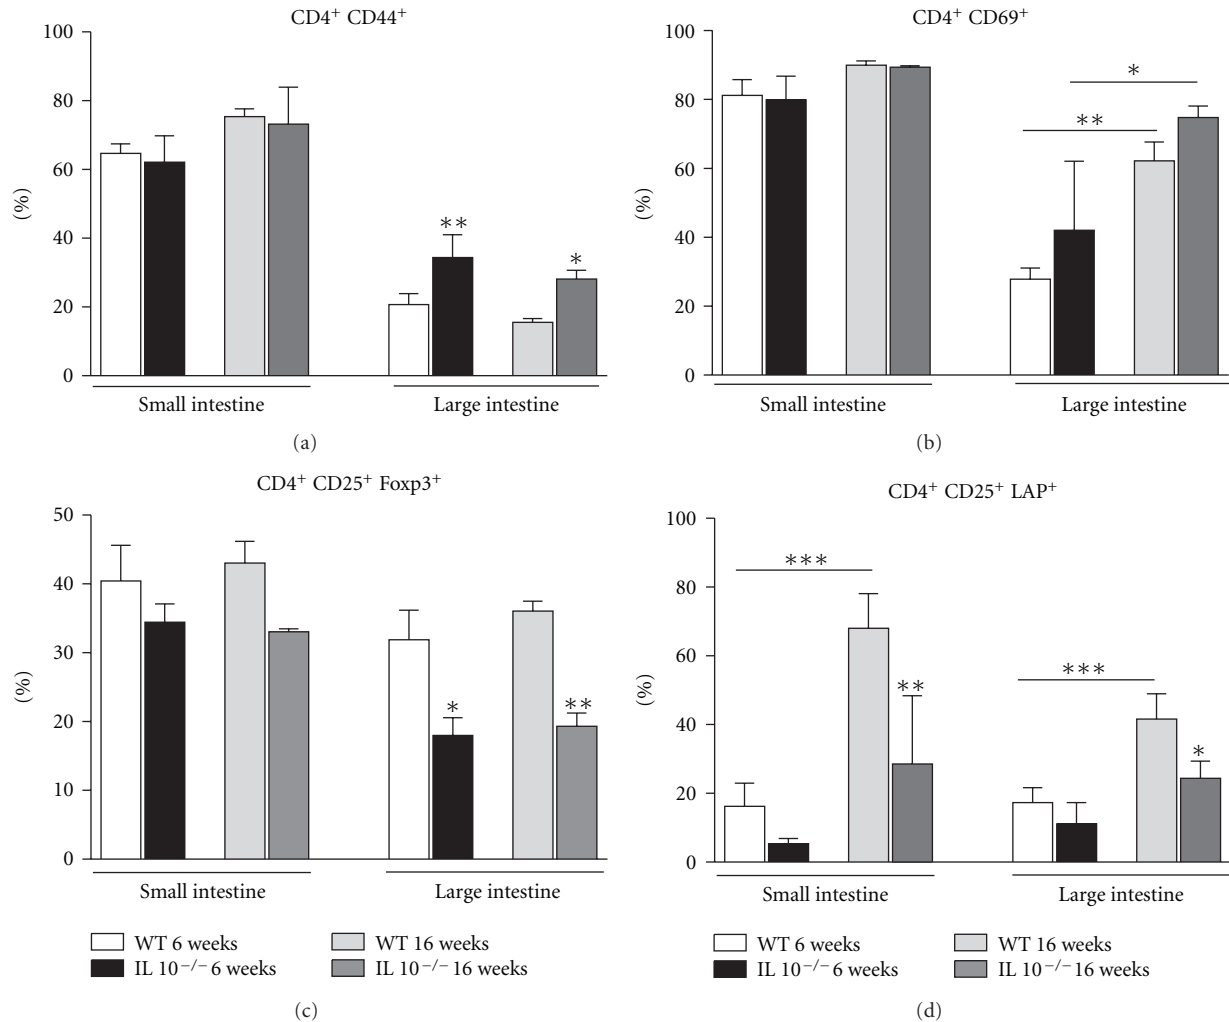 CD4+ CD44+
100
80
60
40
20
0
(%)
**
*
Small intestine
Large intestine
(a)
CD4+ CD69+
100
80
60
40
20
0
(%)
**
*
Small intestine
Large intestine
(b)
CD4+ CD25+ Foxp3+
50
40
30
20
10
0
(%)
*
**
Small intestine
Large intestine
WT 6 weeks
IL 10−/− 6 weeks
WT 16 weeks
IL 10−/− 16 weeks
(c)
CD4+ CD25+ LAP+
100
80
60
40
20
0
(%)
***
**
***
*
Small intestine
Large intestine
WT 6 weeks
IL 10−/− 6 weeks
WT 16 weeks
IL 10−/− 16 weeks
(d)